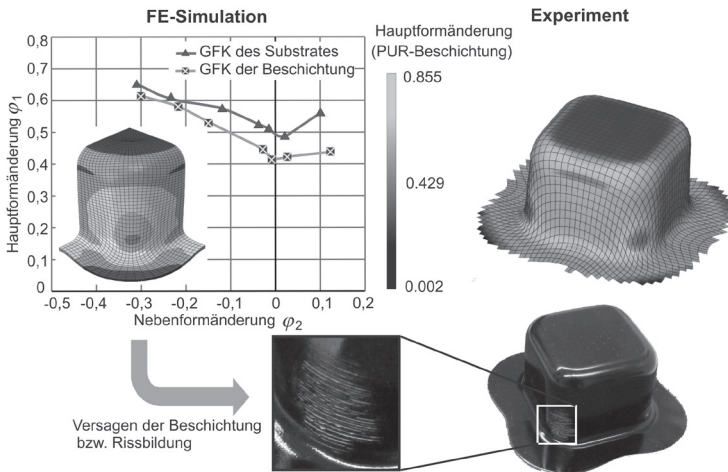 FE-Simulation
Experiment
Hauptformänderung
(PUR-Beschichtung)
0,8
0,7
0,6
0,5
0,4
0,3
0,2
0,1
0
Hauptformänderung φ1
GFK des Substrates
GFK der Beschichtung
-0,5
-0,4
-0,3
-0,2
-0,1
0
0,1
0,2
Nebenformänderung φ2
0.855
0.429
0.002
Versagen der Beschichtung
bzw. Rissbildung